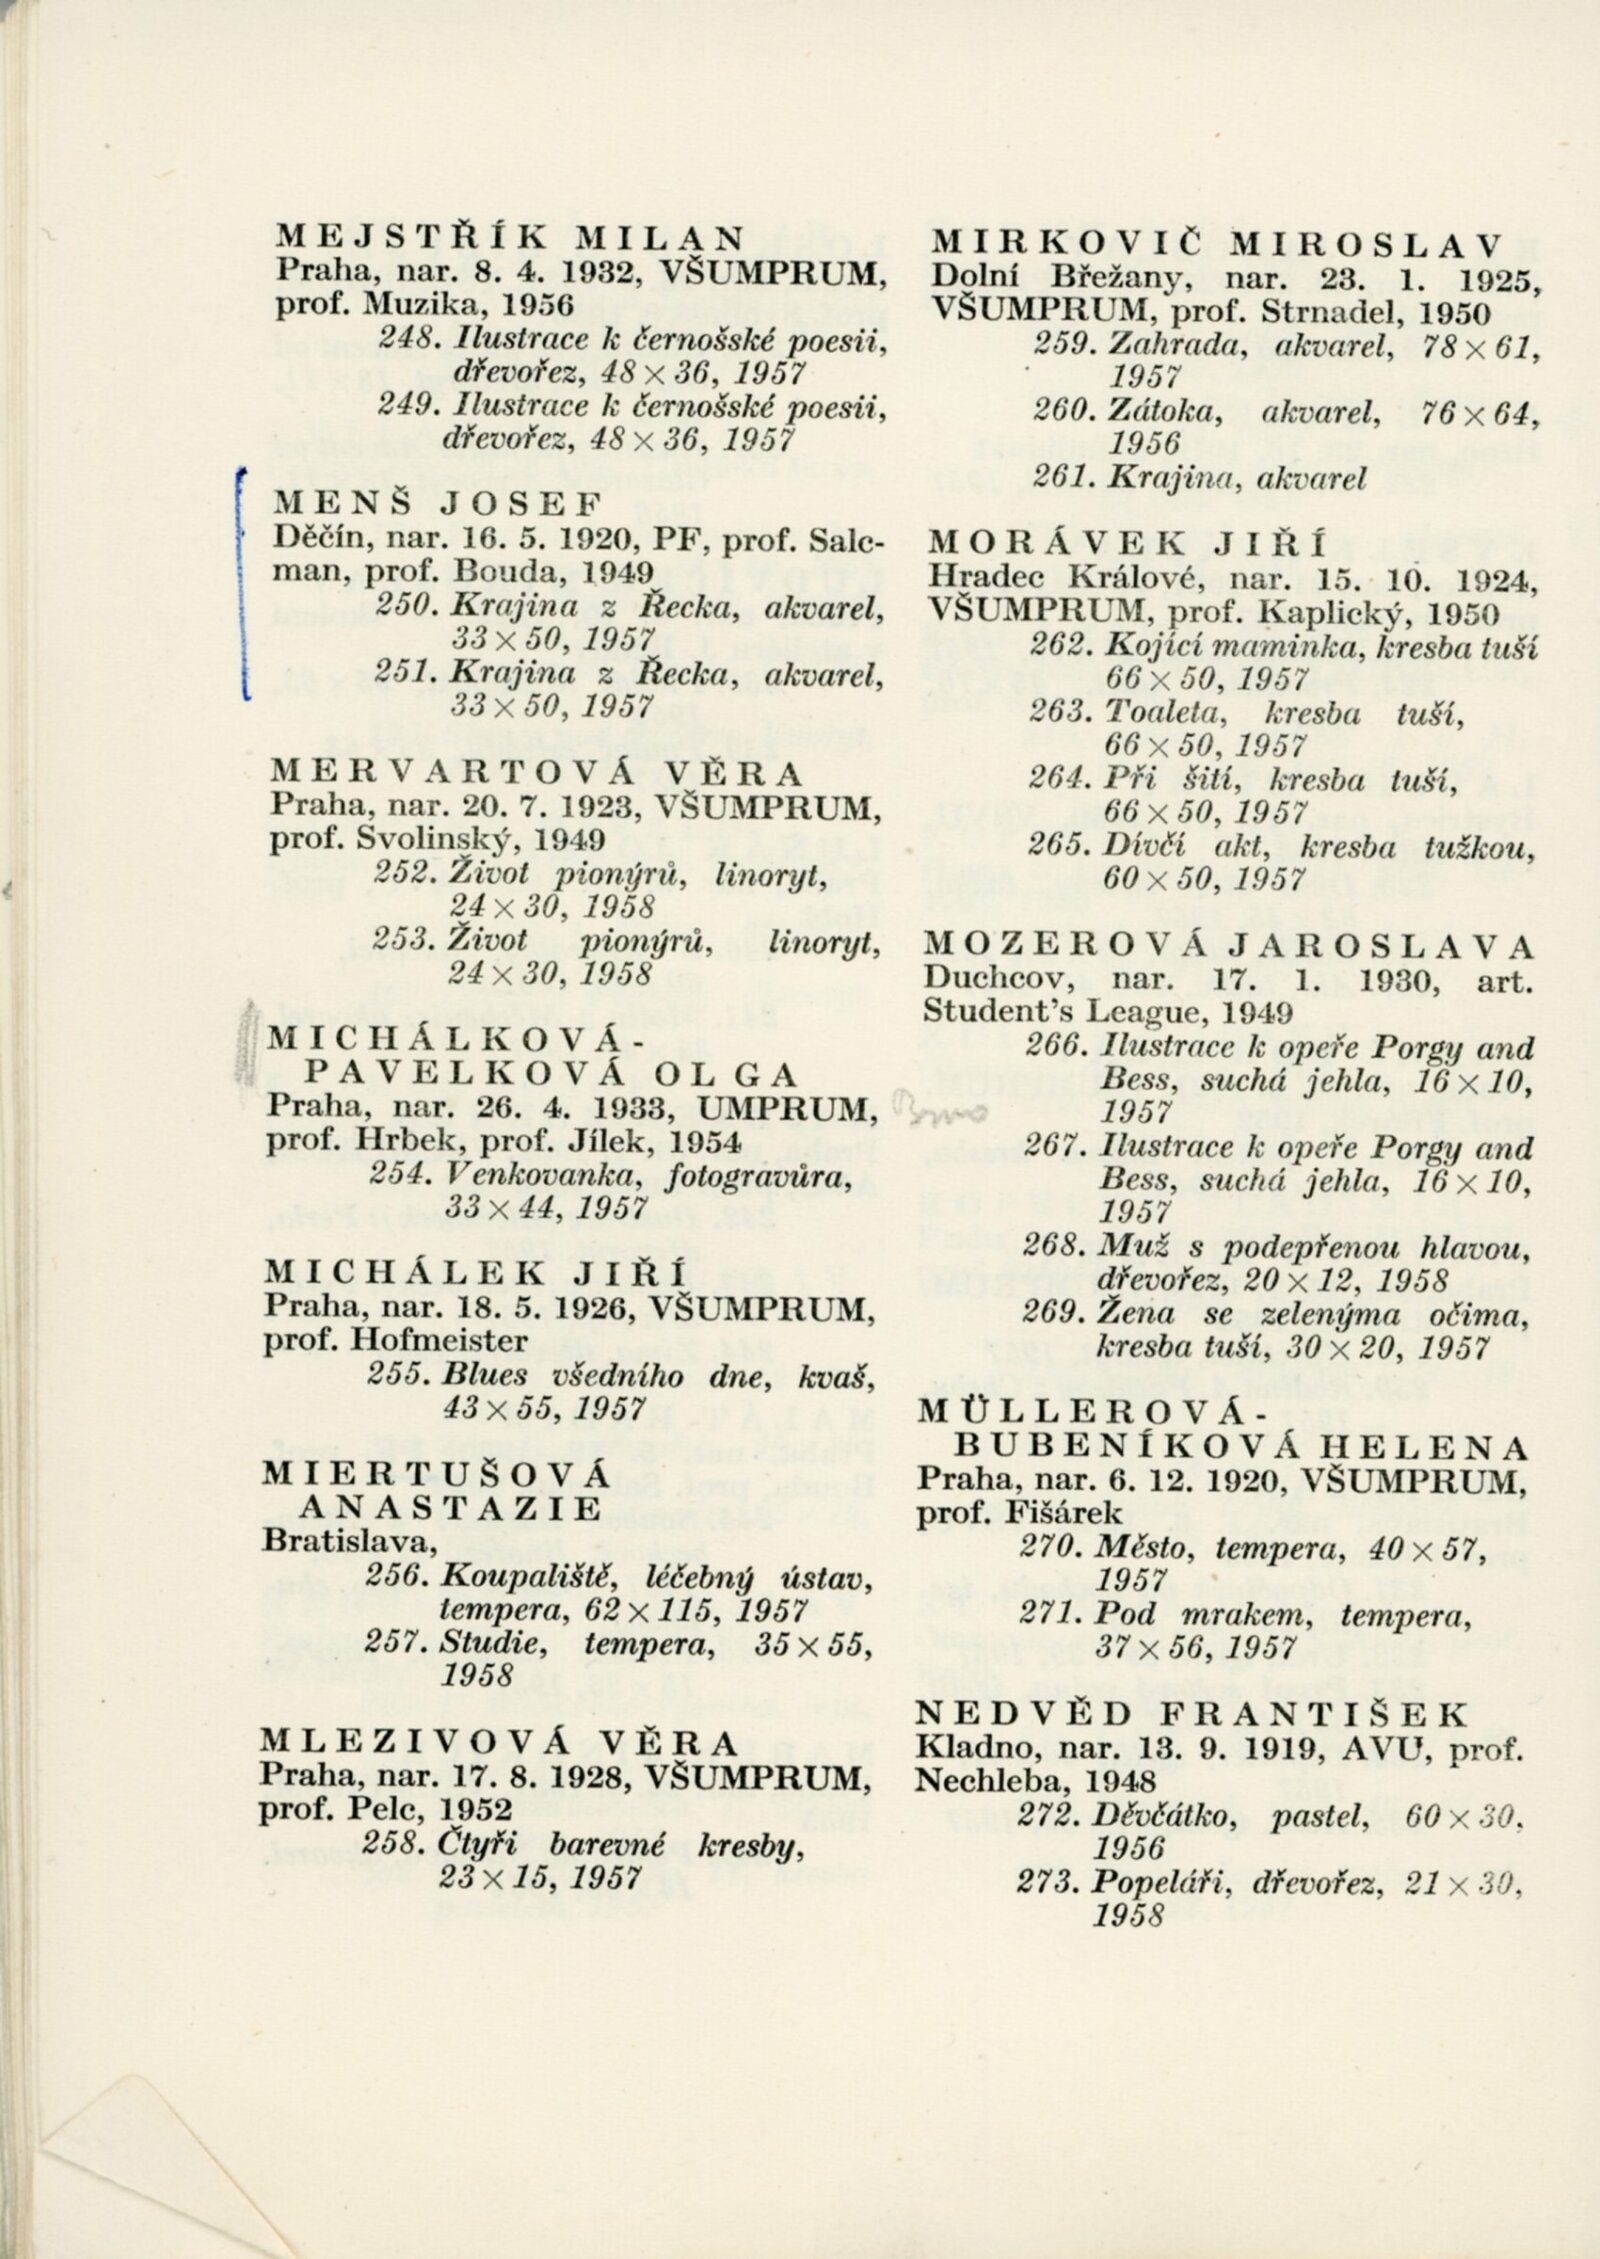 MEJSTŘÍK MILAN
Praha, nar. 8. 4. 1932, VŠUMPRUM,
prof. Muzika, 1956
248. Ilustrace k černošské poesii,
dřevořez, 48 × 36, 1957
249. Ilustrace k černošské poesii,
dřevořez, 48 × 36, 1957
MENŠ JOSEF
Děčín, nar. 16. 5. 1920, PF, prof. Salc-
man, prof. Bouda, 1949
250. Krajina z Řecka, akvarel,
33 × 50, 1957
251. Krajina z Řecka, akvarel,
33 × 50, 1957
MERVARTOVÁ VĚRA
Praha, nar. 20. 7. 1923, VŠUMPRUM,
prof. Svolinský, 1949
252. Život pionýrů, linoryt,
24 × 30, 1958
253. Život pionýrů, linoryt,
24 × 30, 1958
MICHÁLKOVÁ-
PAVELKOVÁ OLGA
Praha, nar. 26. 4. 1933, UMPRUM, Brno
prof. Hrbek, prof. Jílek, 1954
254. Venkovanka, fotogravůra,
33 × 44, 1957
MICHÁLEK JIŘÍ
Praha, nar. 18. 5. 1926, VŠUMPRUM,
prof. Hofmeister
255. Blues všedního dne, kvaš,
43 × 55, 1957
MIERTUŠOVÁ
ANASTAZIE
Bratislava,
256. Koupaliště, léčebný ústav,
tempera, 62 × 115, 1957
257. Studie, tempera, 35 × 55,
1958
MLEZIVOVÁ VĚRA
Praha, nar. 17. 8. 1928, VŠUMPRUM,
prof. Pelc, 1952
258. Čtyři barevné kresby,
23 × 15, 1957
MIRKOVIČ MIROSLAV
Dolní Břežany, nar. 23. 1. 1925,
VŠUMPRUM, prof. Strnadel, 1950
259. Zahrada, akvarel, 78 × 61,
1957
260. Zátoka, akvarel, 76 × 64,
1956
261. Krajina, akvarel
MORÁVEK JIŘÍ
Hradec Králové, nar. 15. 10. 1924,
VŠUMPRUM, prof. Kaplický, 1950
262. Kojící maminka, kresba tuší
66 × 50, 1957
263. Toaleta, kresba tuší,
66 × 50, 1957
264. Při šití, kresba tuší,
66 × 50, 1957
265. Dívčí akt, kresba tužkou,
60 × 50, 1957
MOZEROVÁ JAROSLAVA
Duchcov, nar. 17. 1. 1930, art.
Student's League, 1949
266. Ilustrace k opeře Porgy and
Bess, suchá jehla, 16 × 10,
1957
267. Ilustrace k opeře Porgy and
Bess, suchá jehla, 16 × 10,
1957
268. Muž s podepřenou hlavou,
dřevořez, 20 × 12, 1958
269. Žena se zelenýma očima,
kresba tuší, 30 × 20, 1957
MÜLLEROVÁ-
BUBENÍKOVÁ HELENA
Praha, nar. 6. 12. 1920, VŠUMPRUM,
prof. Fišárek
270. Město, tempera, 40 × 57,
1957
271. Pod mrakem, tempera,
37 × 56, 1957
NEDVĚD FRANTIŠEK
Kladno, nar. 13. 9. 1919, AVU, prof.
Nechleba, 1948
272. Děvčátko, pastel, 60 × 30,
1956
273. Popeláři, dřevořez, 21 × 30,
1958